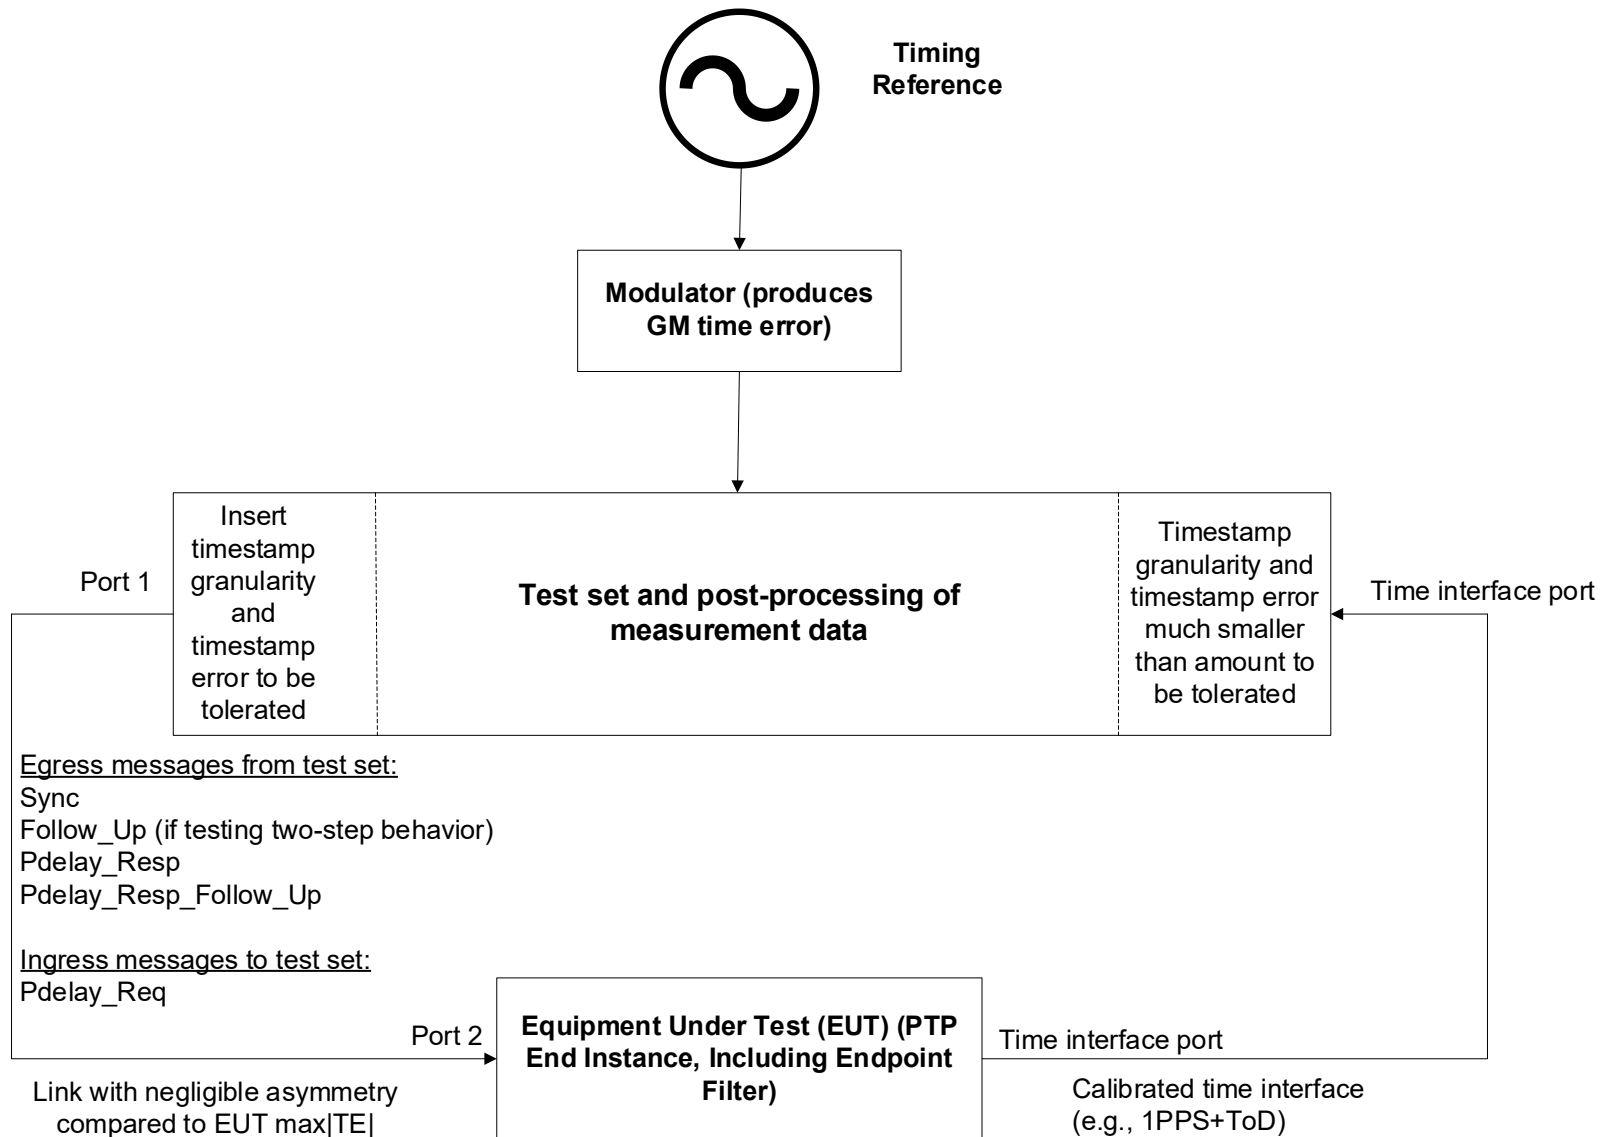 Timing
Reference
Modulator (produces
GM time error)
Insert
timestamp
granularity
and
timestamp
error to be
tolerated
Test set and post-processing of
measurement data
Timestamp
granularity and
timestamp error
much smaller
than amount to
be tolerated
Port 1
Time interface port
Egress messages from test set:
Sync
Follow_Up (if testing two-step behavior)
Pdelay_Resp
Pdelay_Resp_Follow_Up
Ingress messages to test set:
Pdelay_Req
Port 2
Equipment Under Test (EUT) (PTP
End Instance, Including Endpoint
Filter)
Time interface port
Link with negligible asymmetry
compared to EUT max|TE|
Calibrated time interface
(e.g., 1PPS+ToD)